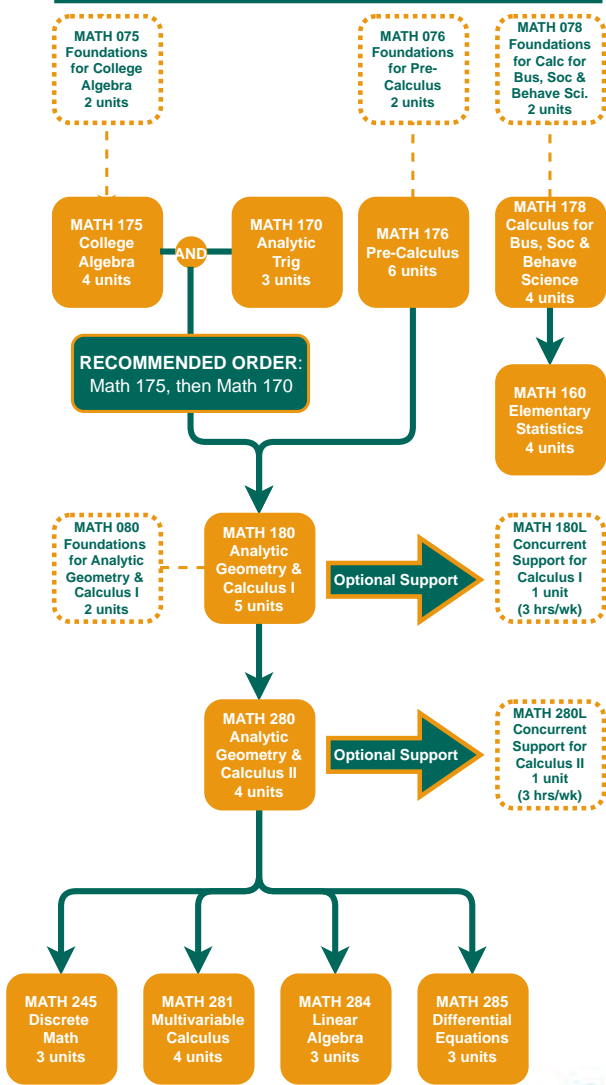 MATH 075
Foundations
for College
Algebra
2 units
MATH 076
Foundations
for Pre-
Calculus
2 units
MATH 078
Foundations
for Calc for
Bus, Soc &
Behave Sci.
2 units
MATH 175
College
Algebra
4 units
AND
MATH 170
Analytic
Trig
3 units
MATH 176
Pre-Calculus
6 units
MATH 178
Calculus for
Bus, Soc &
Behave
Science
4 units
RECOMMENDED ORDER:
Math 175, then Math 170
MATH 160
Elementary
Statistics
4 units
MATH 080
Foundations
for Analytic
Geometry &
Calculus I
2 units
MATH 180
Analytic
Geometry &
Calculus I
5 units
Optional Support
MATH 180L
Concurrent
Support for
Calculus I
1 unit
(3 hrs/wk)
MATH 280
Analytic
Geometry &
Calculus II
4 units
Optional Support
MATH 280L
Concurrent
Support for
Calculus II
1 unit
(3 hrs/wk)
MATH 245
Discrete
Math
3 units
MATH 281
Multivariable
Calculus
4 units
MATH 284
Linear
Algebra
3 units
MATH 285
Differential
Equations
3 units